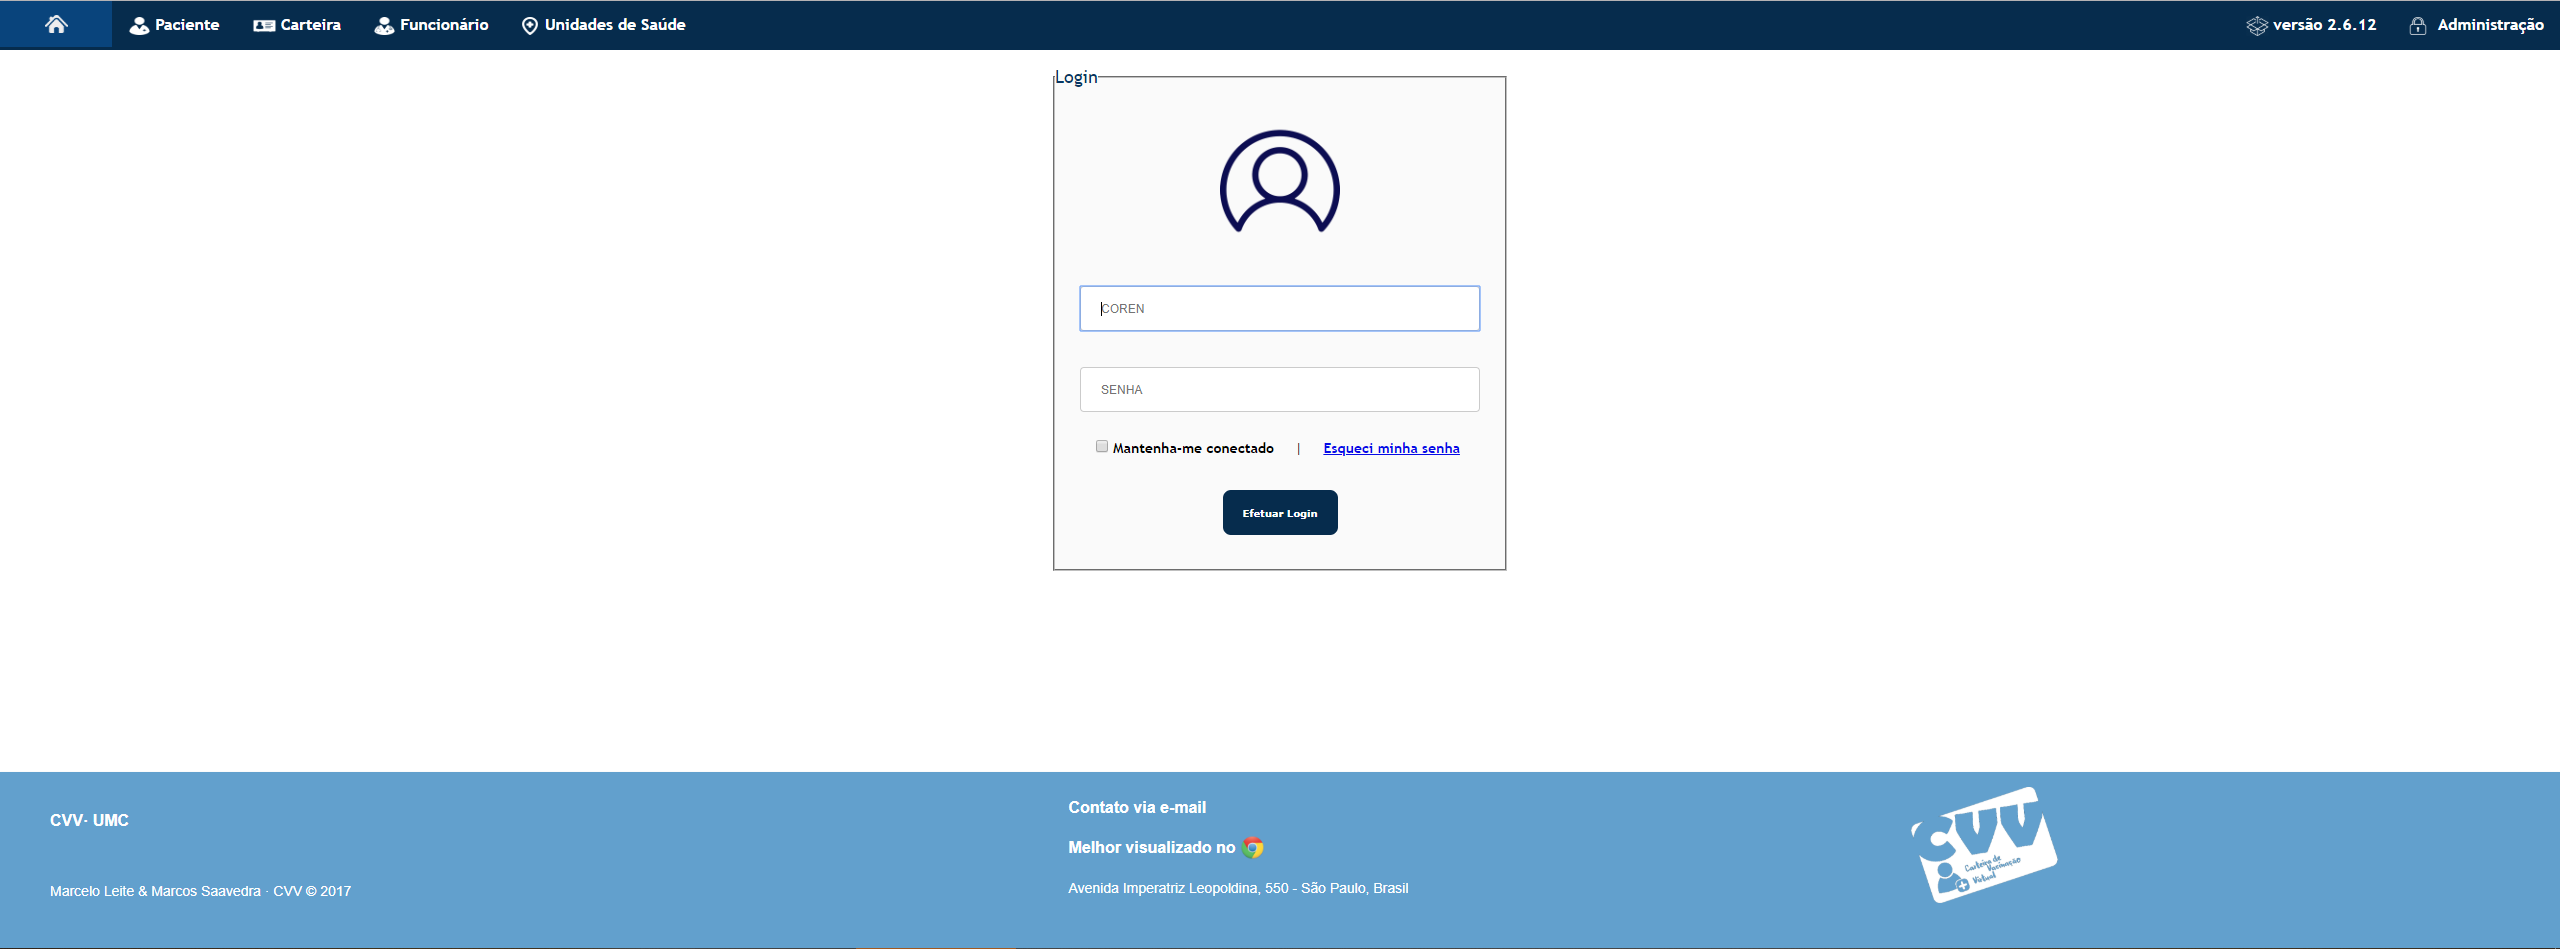 Paciente Carteira Funcionário Unidades de Saúde versão 2.6.12 Administração
Login
COREN
SENHA
Mantenha-me conectado | Esqueci minha senha
Efetuar Login
CVV· UMC
Marcelo Leite & Marcos Saavedra · CVV © 2017
Contato via e-mail
Melhor visualizado no
Avenida Imperatriz Leopoldina, 550 - São Paulo, Brasil
CVV
Carteira de
Vacinação
Virtual